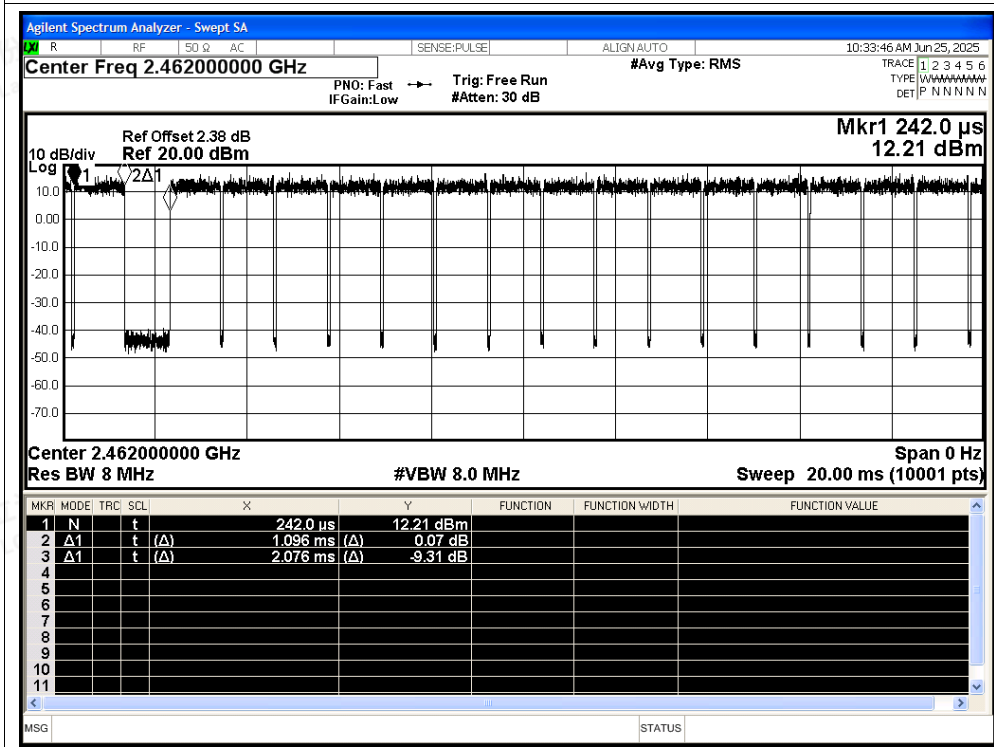 Agilent Spectrum Analyzer - Swept SA
LXI R RF 50 Ω AC SENSE:PULSE ALIGN AUTO 10:33:46 AM Jun 25, 2025
Center Freq 2.462000000 GHz #Avg Type: RMS TRACE 1 2 3 4 5 6
PNO: Fast Trig: Free Run TYPE WWWWWW
IFGain:Low #Atten: 30 dB DET P N N N N N
Mkr1 242.0 µs
Ref Offset 2.38 dB
10 dB/div Ref 20.00 dBm 12.21 dBm
Log
1 2Δ1
10.0
0.00
-10.0
-20.0
-30.0
-40.0
-50.0
-60.0
-70.0
Center 2.462000000 GHz Span 0 Hz
Res BW 8 MHz #VBW 8.0 MHz Sweep 20.00 ms (10001 pts)
MKR MODE TRC SCL X Y FUNCTION FUNCTION WIDTH FUNCTION VALUE
1 N t 242.0 µs 12.21 dBm
2 Δ1 t (Δ) 1.096 ms (Δ) 0.07 dB
3 Δ1 t (Δ) 2.076 ms (Δ) -9.31 dB
4
5
6
7
8
9
10
11
MSG STATUS